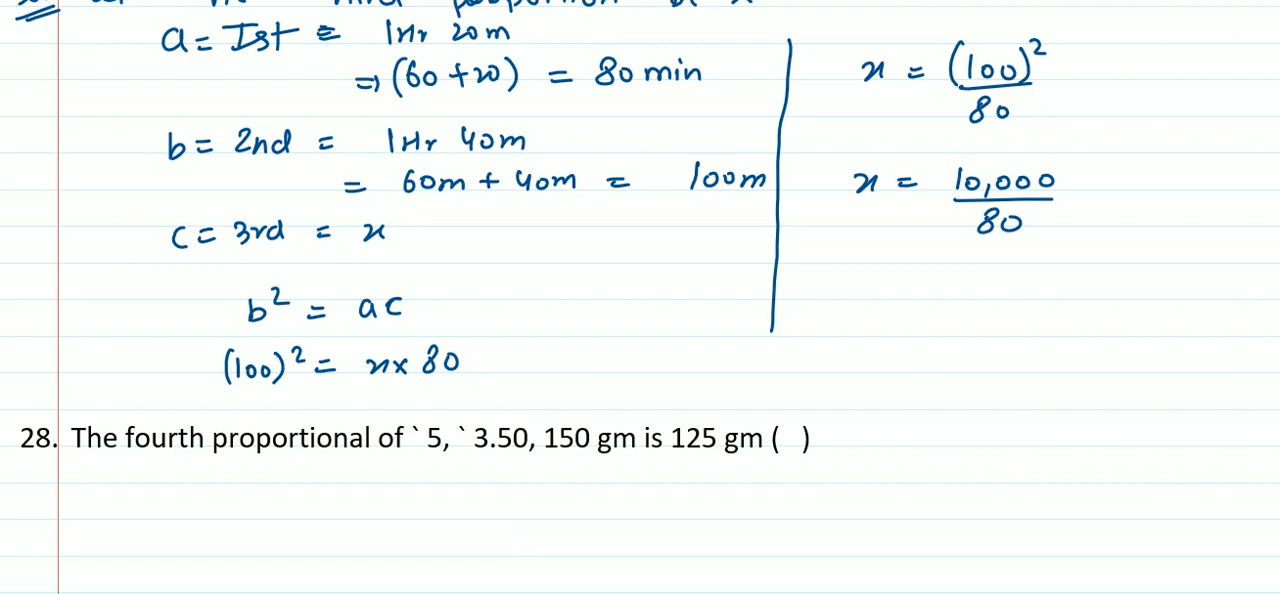 a = Ist = 1Hr 20m
⇒ (60 + 20) = 80 min
b = 2nd = 1Hr 40m
= 60m + 40m = 100m
c = 3rd = x
b² = ac
(100)² = x × 80
x = (100)² / 80
x = 10,000 / 80
28. The fourth proportional of ` 5, ` 3.50, 150 gm is 125 gm ( )